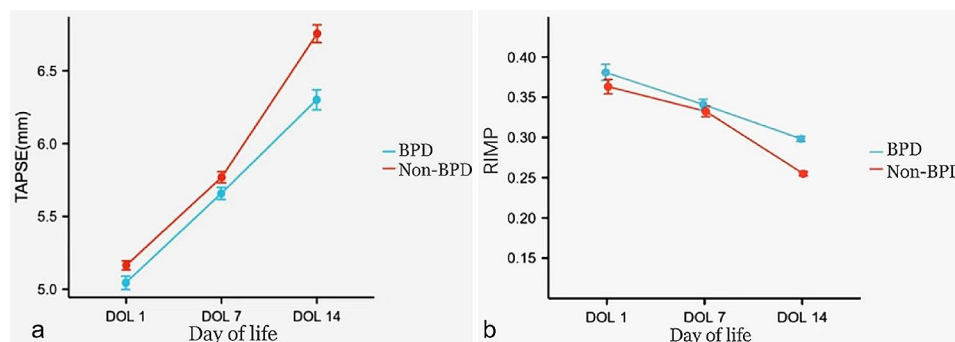 TAPSE(mm)
6.5
6.0
5.5
5.0
DOL 1 DOL 7 DOL 14
Day of life
BPD
Non-BPD
a
RIMP
0.40
0.35
0.30
0.25
0.20
0.15
DOL 1 DOL 7 DOL 14
Day of life
BPD
Non-BPD
b